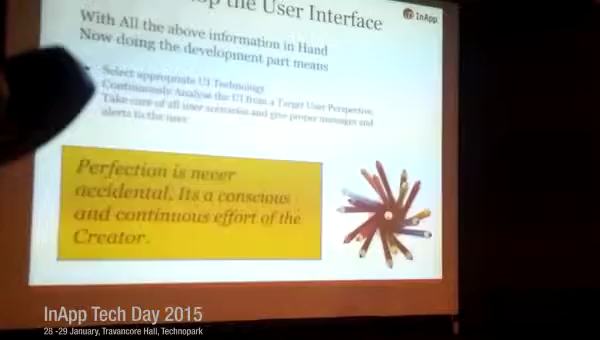 the User Interface
InApp
With All the above information in Hand
Now doing the development part means
Select appropriate UI Technology
Continuously Analyse the UI from a Target User Perspective
Take care of all user scenarios and give proper messages and
alerts to the user
Perfection is never
accidental, Its a conscious
and continuous effort of the
Creator.
InApp Tech Day 2015
28 -29 January, Travancore Hall, Technopark